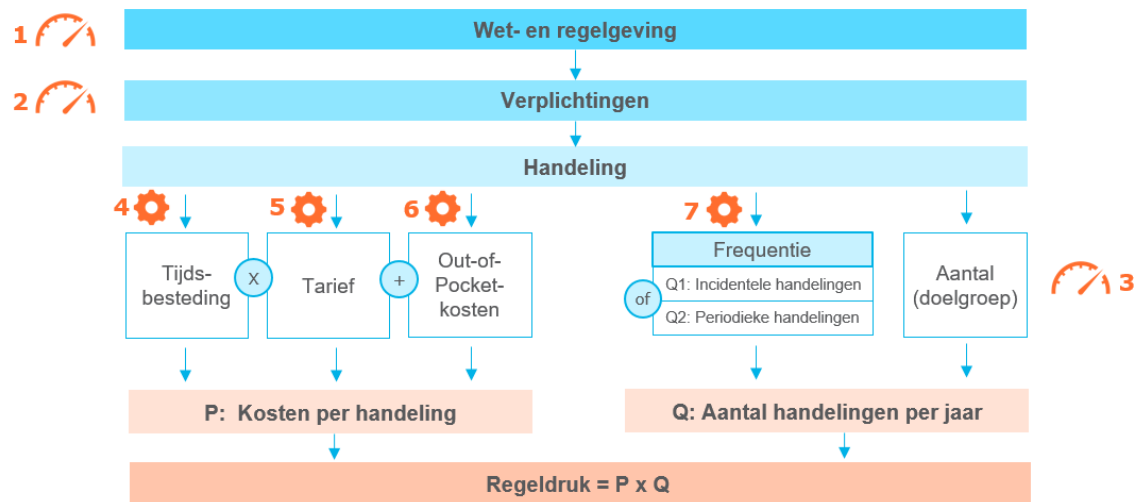 1
Wet- en regelgeving
2
Verplichtingen
Handeling
4
5
6
7
Tijds-
besteding
X
Tarief
+
Out-of-
Pocket-
kosten
Frequentie
of
Q1: Incidentele handelingen
Q2: Periodieke handelingen
Aantal
(doelgroep)
3
P: Kosten per handeling
Q: Aantal handelingen per jaar
Regeldruk = P x Q